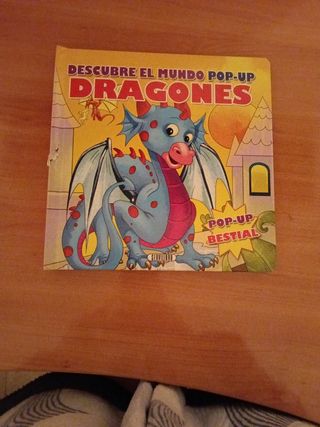 DESCUBRE EL MUNDO POP-UP
DRAGONES
POP-UP
BESTIAL